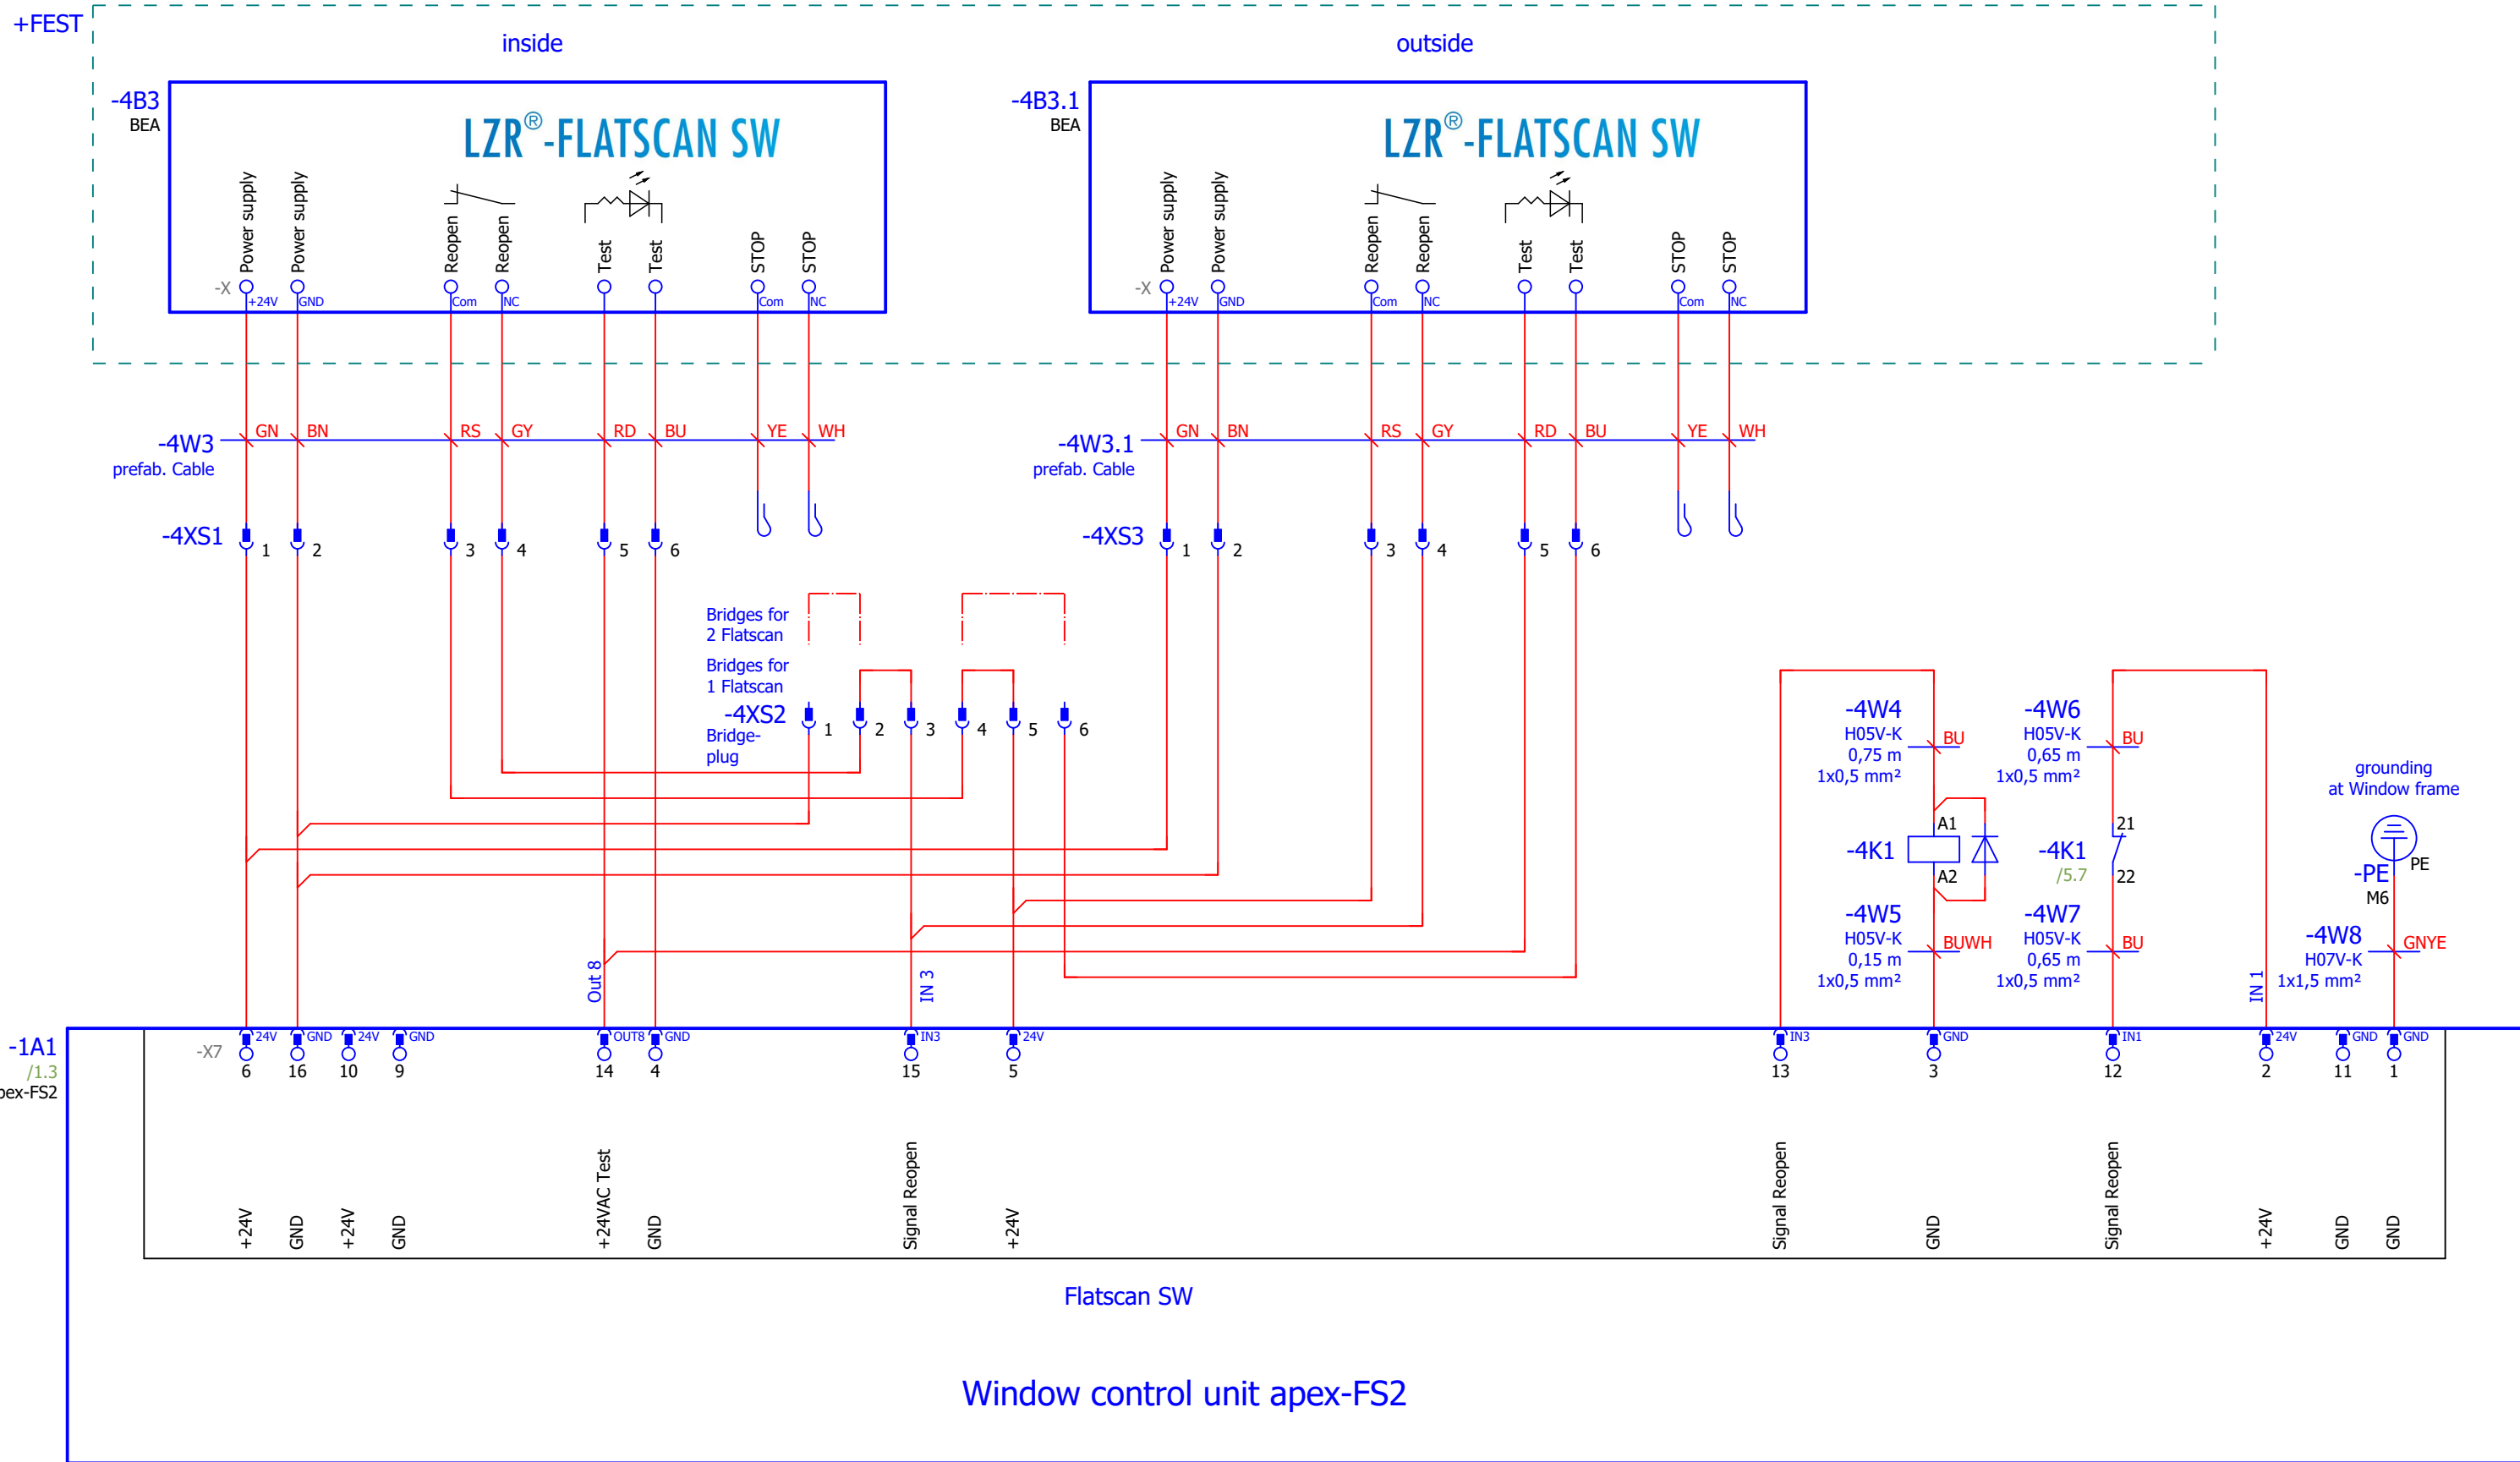 +FEST
inside
outside
-4B3
BEA
LZR®-FLATSCAN SW
-4B3.1
BEA
LZR®-FLATSCAN SW
Power supply
Power supply
Reopen
Reopen
Test
Test
STOP
STOP
-X
+24V
GND
Com
NC
Com
NC
Power supply
Power supply
Reopen
Reopen
Test
Test
STOP
STOP
-X
+24V
GND
Com
NC
Com
NC
-4W3
prefab. Cable
GN
BN
RS
GY
RD
BU
YE
WH
-4W3.1
prefab. Cable
GN
BN
RS
GY
RD
BU
YE
WH
-4XS1
1
2
3
4
5
6
-4XS3
1
2
3
4
5
6
Bridges for
2 Flatscan
Bridges for
1 Flatscan
-4XS2
Bridge-
plug
1
2
3
4
5
6
-4W4
H05V-K
0,75 m
1x0,5 mm²
BU
-4W6
H05V-K
0,65 m
1x0,5 mm²
BU
grounding
at Window frame
-4K1
A1
A2
-4K1
/5.7
21
22
-PE
M6
PE
-4W5
H05V-K
0,15 m
1x0,5 mm²
BUWH
-4W7
H05V-K
0,65 m
1x0,5 mm²
BU
-4W8
H07V-K
1x1,5 mm²
GNYE
Out 8
IN 3
IN 1
-1A1
/1.3
pex-FS2
-X7
24V
GND
24V
GND
OUT8
GND
IN3
24V
IN3
GND
IN1
24V
GND
GND
6
16
10
9
14
4
15
5
13
3
12
2
11
1
+24V
GND
+24V
GND
+24VAC Test
GND
Signal Reopen
+24V
Signal Reopen
GND
Signal Reopen
+24V
GND
GND
Flatscan SW
Window control unit apex-FS2